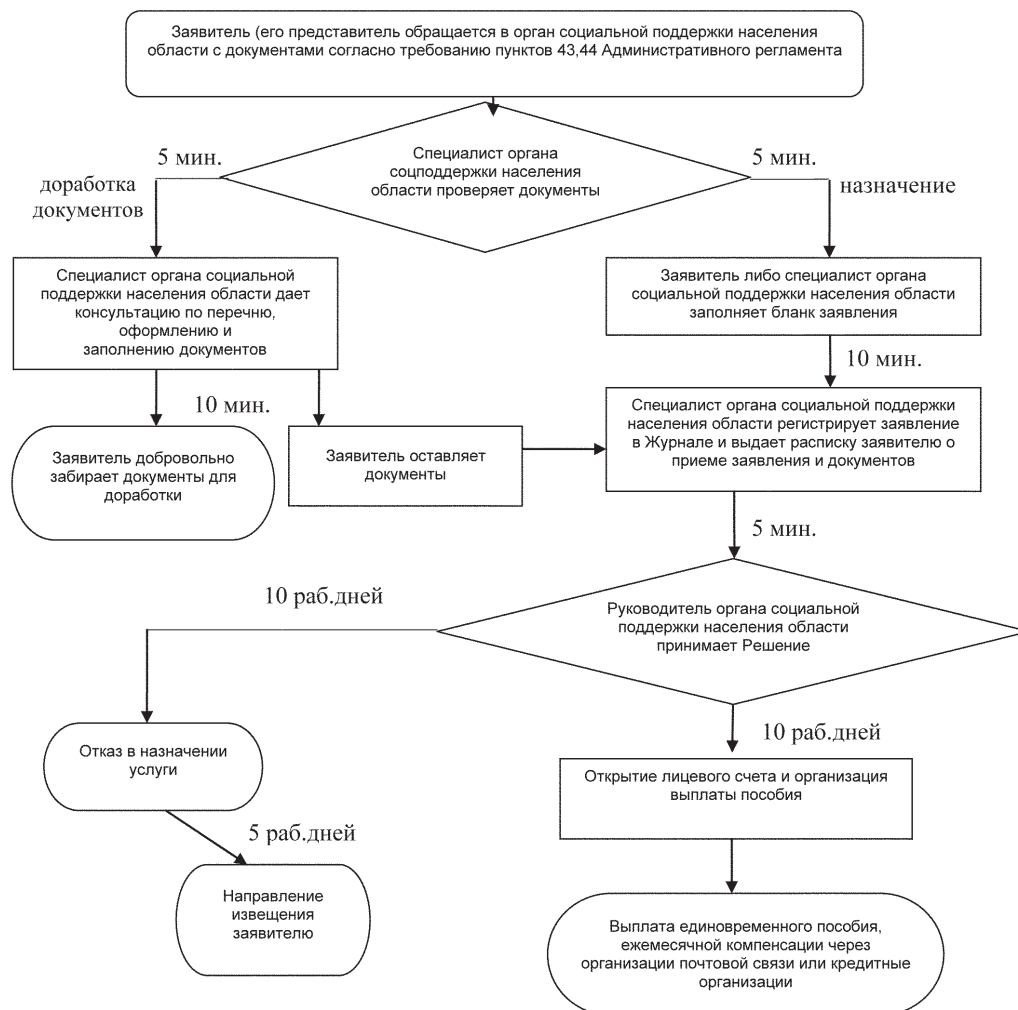 Заявитель (его представитель обращается в орган социальной поддержки населения
области с документами согласно требованию пунктов 43,44 Административного регламента
5 мин.
Специалист органа
соцподдержки населения
области проверяет документы
5 мин.
доработка
документов
назначение
Специалист органа социальной
поддержки населения области дает
консультацию по перечню,
оформлению и
заполнению документов
Заявитель либо специалист органа
социальной поддержки населения области
заполняет бланк заявления
10 мин.
10 мин.
Специалист органа социальной поддержки
населения области регистрирует заявление
в Журнале и выдает расписку заявителю о
приеме заявления и документов
Заявитель добровольно
забирает документы для
доработки
Заявитель оставляет
документы
5 мин.
10 раб.дней
Руководитель органа социальной
поддержки населения области
принимает Решение
10 раб.дней
Отказ в назначении
услуги
Открытие лицевого счета и организация
выплаты пособия
5 раб.дней
Направление
извещения
заявителю
Выплата единовременного пособия,
ежемесячной компенсации через
организации почтовой связи или кредитные
организации